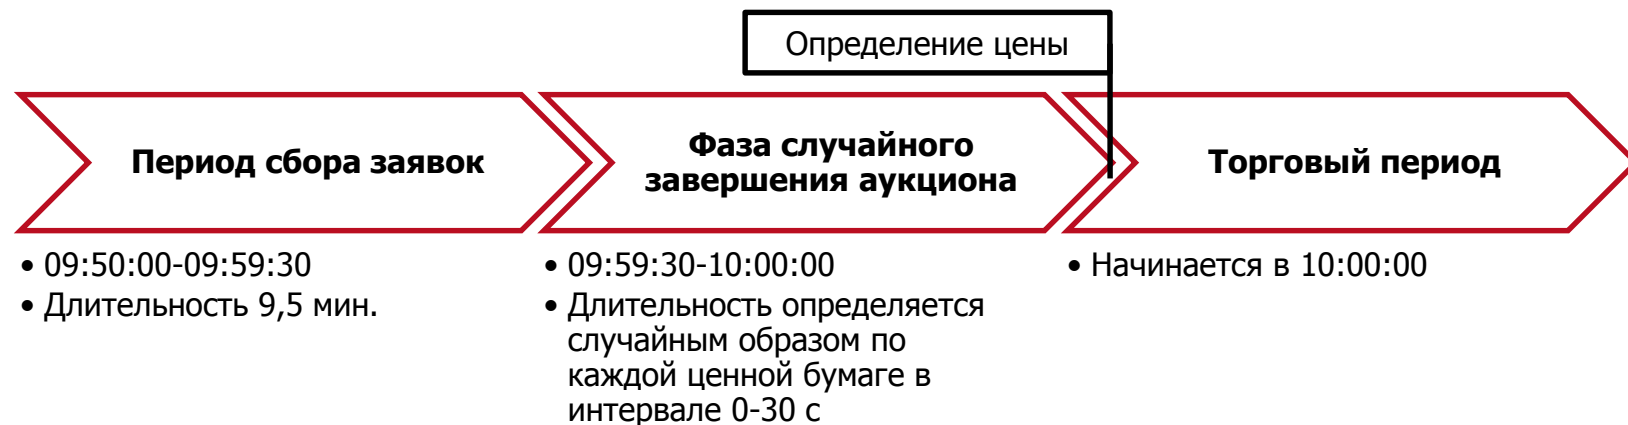 Определение цены
Период сбора заявок
Фаза случайного
завершения аукциона
Торговый период
• 09:50:00-09:59:30
• Длительность 9,5 мин.
• 09:59:30-10:00:00
• Длительность определяется
случайным образом по
каждой ценной бумаге в
интервале 0-30 с
• Начинается в 10:00:00